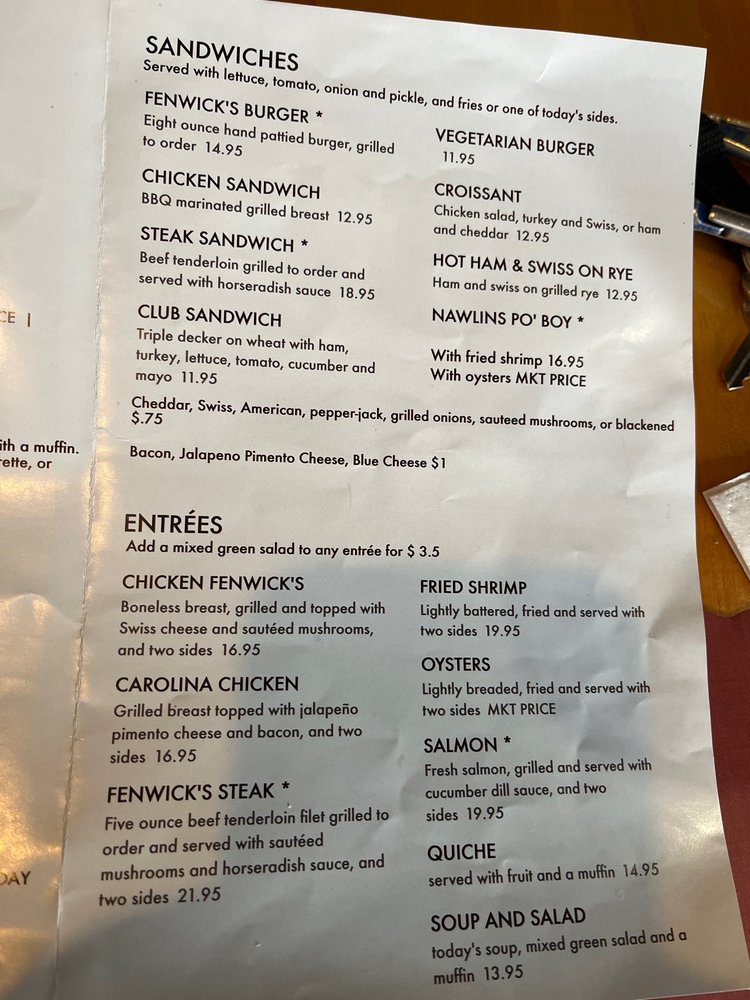 SANDWICHES
Served with lettuce, tomato, onion and pickle, and fries or one of today's sides.
FENWICK'S BURGER *
Eight ounce hand pattied burger, grilled
to order 14.95
CHICKEN SANDWICH
BBQ marinated grilled breast 12.95
STEAK SANDWICH *
Beef tenderloin grilled to order and
served with horseradish sauce 18.95
CLUB SANDWICH
Triple decker on wheat with ham,
turkey, lettuce, tomato, cucumber and
mayo 11.95
VEGETARIAN BURGER
11.95
CROISSANT
Chicken salad, turkey and Swiss, or ham
and cheddar 12.95
HOT HAM & SWISS ON RYE
Ham and swiss on grilled rye 12.95
NAWLINS PO' BOY *
With fried shrimp 16.95
With oysters MKT PRICE
Cheddar, Swiss, American, pepper-jack, grilled onions, sauteed mushrooms, or blackened
$.75
Bacon, Jalapeno Pimento Cheese, Blue Cheese $1
ENTRÉES
Add a mixed green salad to any entrée for $ 3.5
CHICKEN FENWICK'S
Boneless breast, grilled and topped with
Swiss cheese and sautéed mushrooms,
and two sides 16.95
CAROLINA CHICKEN
Grilled breast topped with jalapeño
pimento cheese and bacon, and two
sides 16.95
FENWICK'S STEAK *
Five ounce beef tenderloin filet grilled to
order and served with sautéed
mushrooms and horseradish sauce, and
two sides 21.95
FRIED SHRIMP
Lightly battered, fried and served with
two sides 19.95
OYSTERS
Lightly breaded, fried and served with
two sides MKT PRICE
SALMON *
Fresh salmon, grilled and served with
cucumber dill sauce, and two
sides 19.95
QUICHE
served with fruit and a muffin 14.95
SOUP AND SALAD
today's soup, mixed green salad and a
muffin 13.95
with a muffin.
or